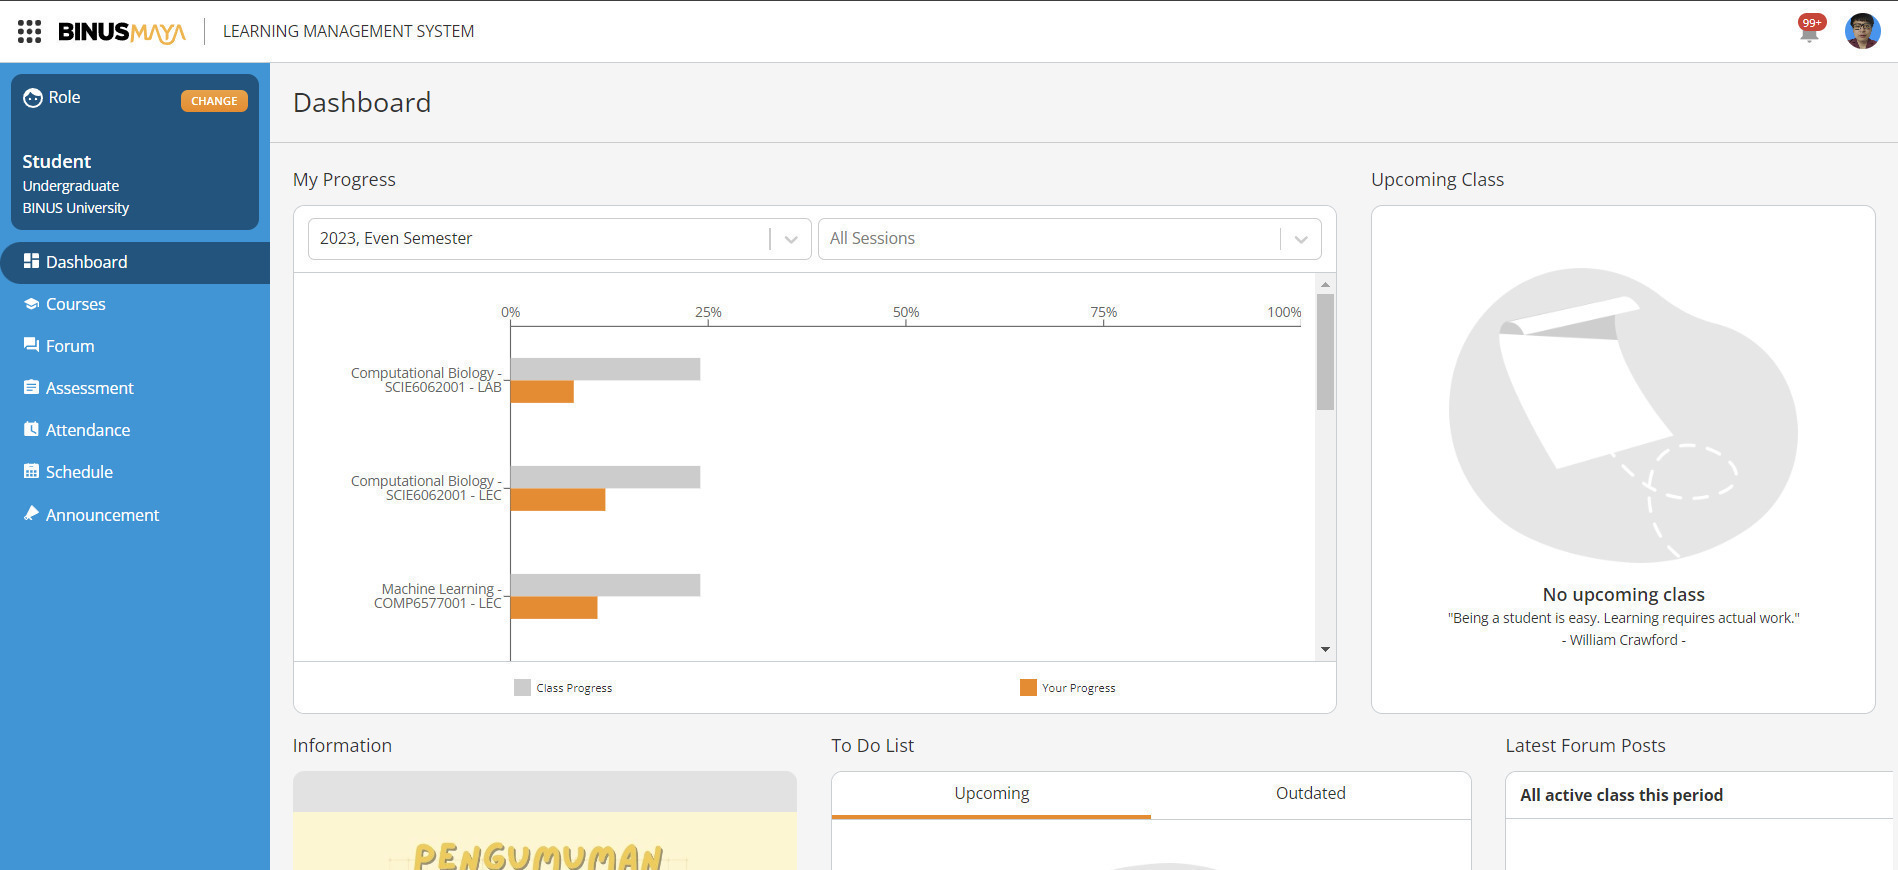 BINUSMAYA
LEARNING MANAGEMENT SYSTEM
99+
Role
CHANGE
Student
Undergraduate
BINUS University
Dashboard
Courses
Forum
Assessment
Attendance
Schedule
Announcement
Dashboard
My Progress
2023, Even Semester
All Sessions
0% 25% 50% 75% 100%
Computational Biology -
SCIE6062001 - LAB
Computational Biology -
SCIE6062001 - LEC
Machine Learning -
COMP6577001 - LEC
Class Progress
Your Progress
Upcoming Class
No upcoming class
"Being a student is easy. Learning requires actual work."
- William Crawford -
Information
PENGUMUMAN
To Do List
Upcoming
Outdated
Latest Forum Posts
All active class this period